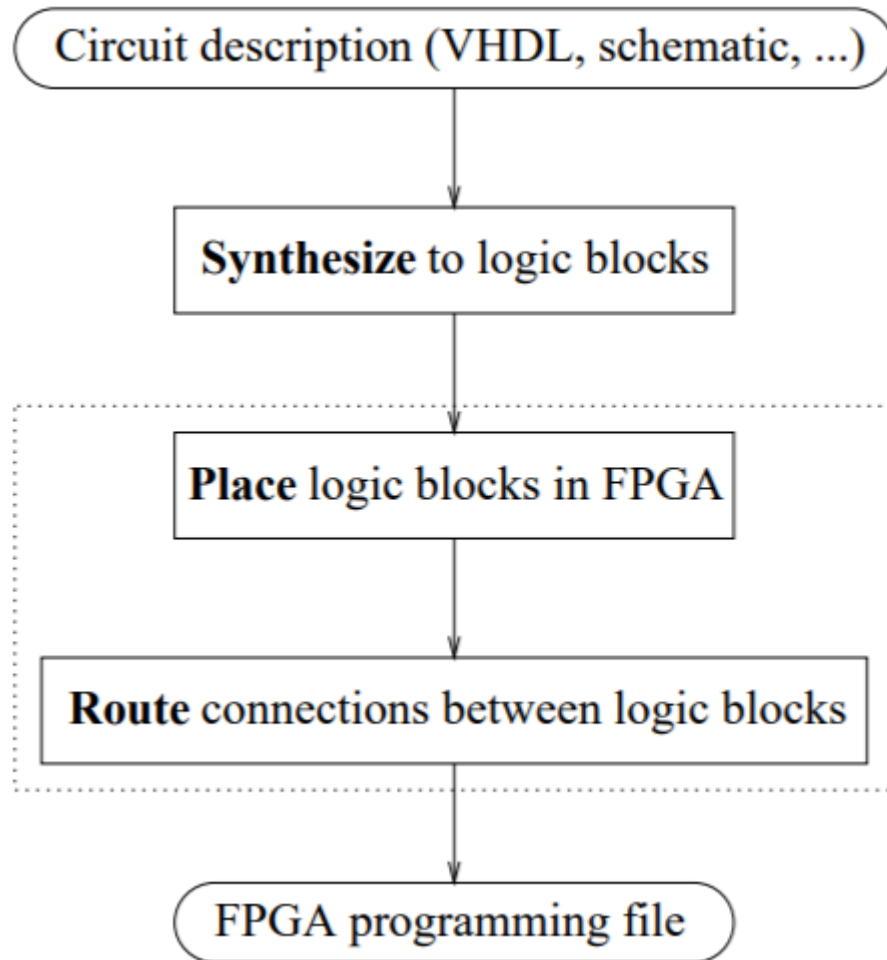 Circuit description (VHDL, schematic, ...)
Synthesize to logic blocks
Place logic blocks in FPGA
Route connections between logic blocks
FPGA programming file